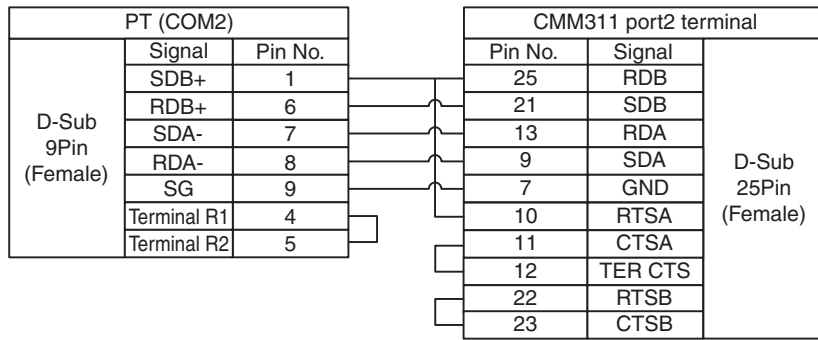 PT (COM2)
Signal Pin No.
D-Sub
9Pin
(Female)
SDB+ 1
RDB+ 6
SDA- 7
RDA- 8
SG 9
Terminal R1 4
Terminal R2 5
CMM311 port2 terminal
Pin No. Signal
25 RDB
21 SDB
13 RDA
9 SDA
7 GND
10 RTSA
11 CTSA
12 TER CTS
22 RTSB
23 CTSB
D-Sub
25Pin
(Female)